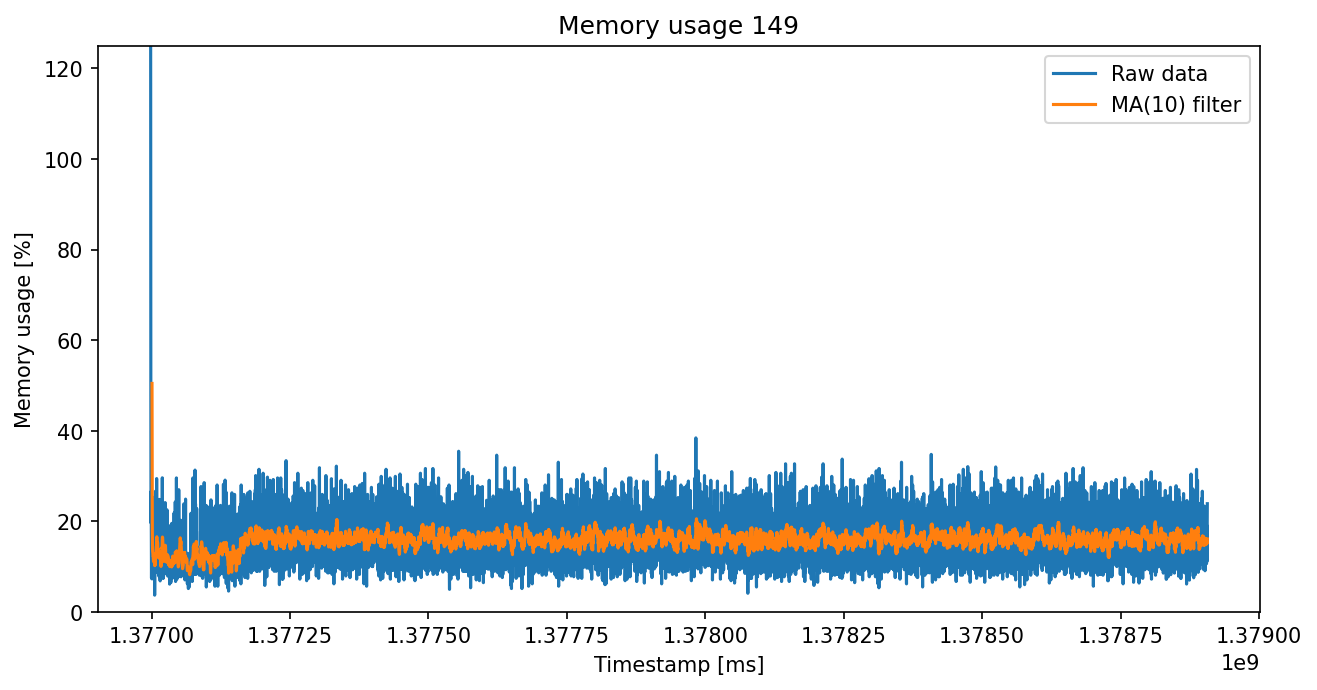 Memory usage 149
Raw data
MA(10) filter
Memory usage [%]
120
100
80
60
40
20
0
1.37700 1.37725 1.37750 1.37775 1.37800 1.37825 1.37850 1.37875 1.37900
1e9
Timestamp [ms]